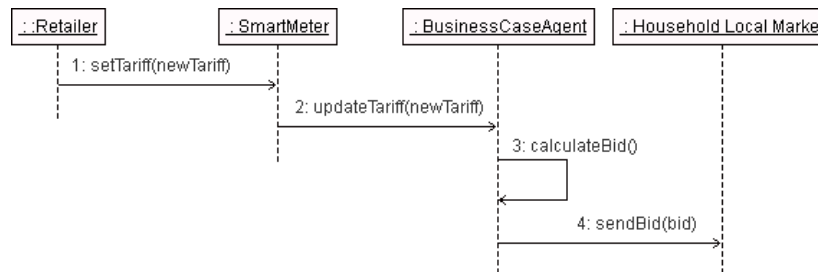 : :Retailer
: SmartMeter
: BusinessCaseAgent
: Household Local Marke
1: setTariff(newTariff)
2: updateTariff(newTariff)
3: calculateBid()
4: sendBid(bid)